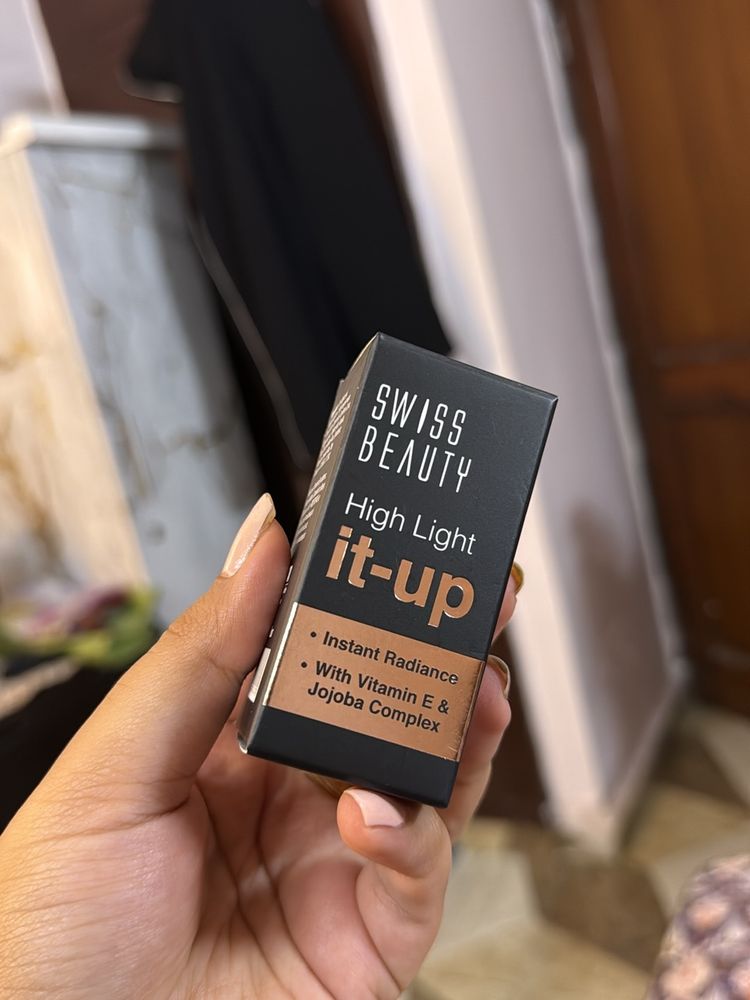 SWISS
BEAUTY
High Light
it-up
• Instant Radiance
• With Vitamin E &
Jojoba Complex